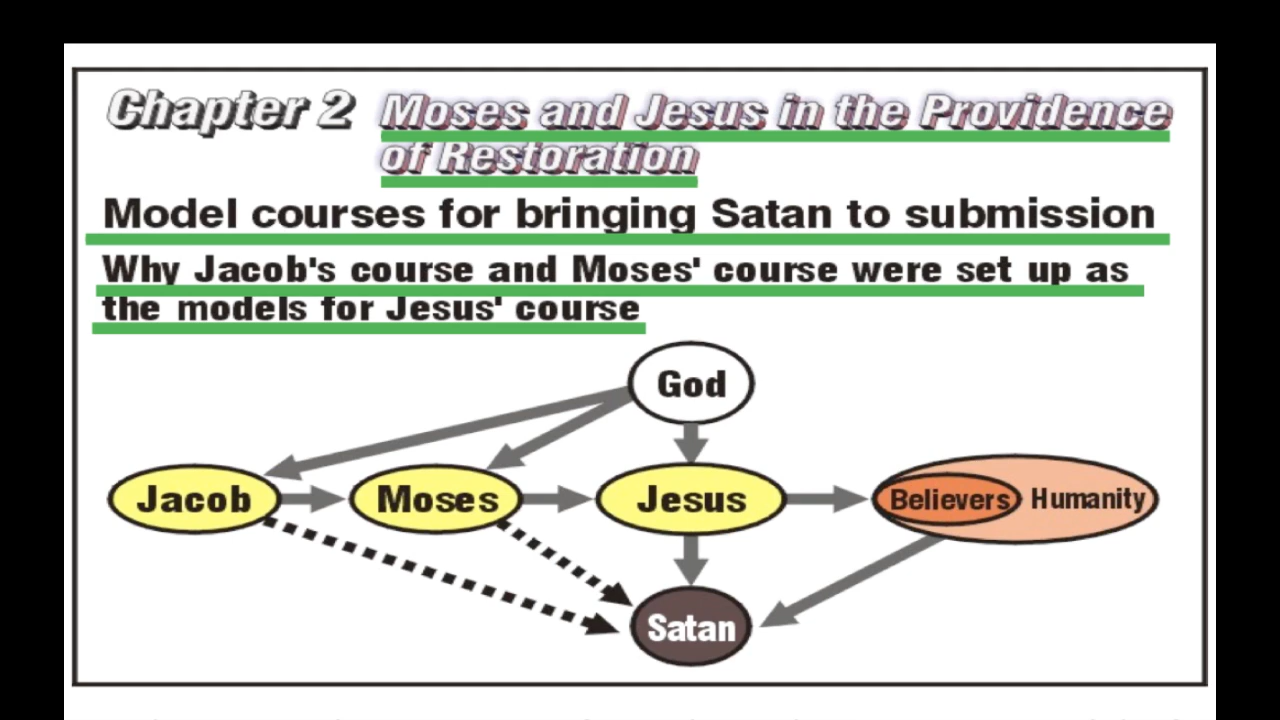 Chapter 2 Moses and Jesus in the Providence
of Restoration
Model courses for bringing Satan to submission
Why Jacob's course and Moses' course were set up as
the models for Jesus' course
God
Jacob
Moses
Jesus
Believers
Humanity
Satan